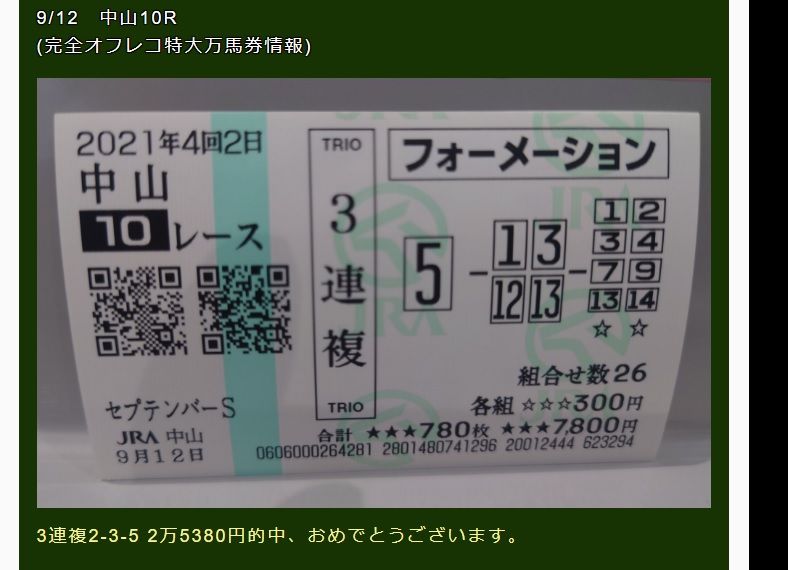 9/12　中山10R
(完全オフレコ特大万馬券情報)
2021年4回2日
中山
10レース
セプテンバーS
JRA 中山
9月12日
TRIO
3連複
TRIO
フォーメーション
5 - 1 3 12 13 - 1 2 3 4 7 9 13 14
☆ ☆
組合せ数26
各組 ☆☆☆300円
合計 ★★★780枚 ★★★7,800円
0606000264281 2801480741296 20012444 623294
JRA
3連複2-3-5 2万5380円的中、おめでとうございます。